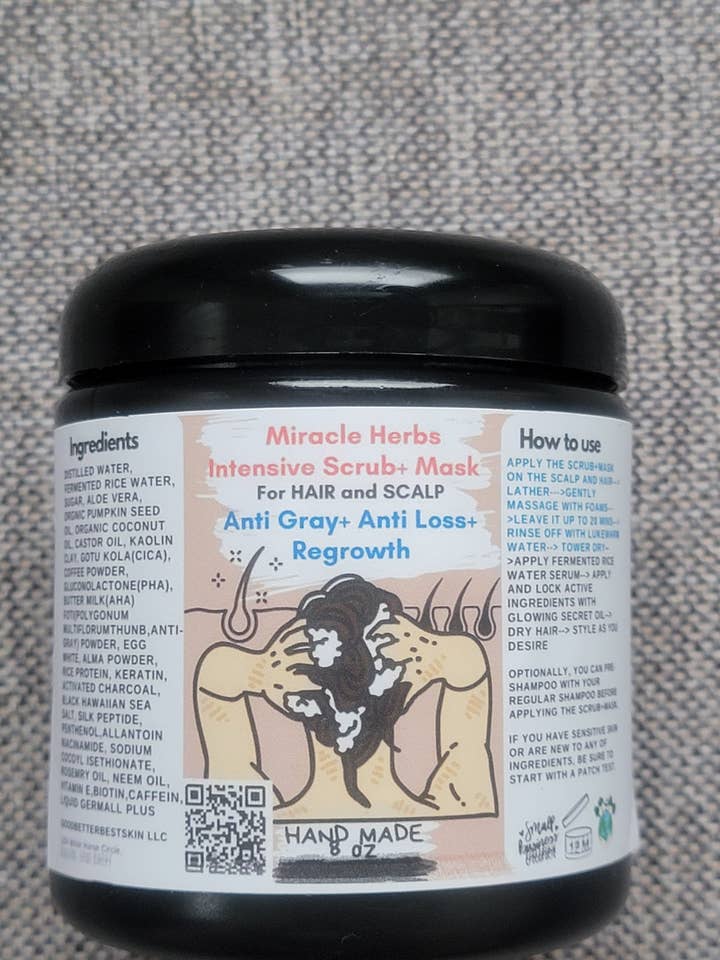 Ingredients
DISTILLED WATER,
FERMENTED RICE WATER,
SUGAR, ALOE VERA,
ORGNIC PUMPKIN SEED
OIL, ORGANIC COCONUT
OIL, CASTOR OIL, KAOLIN
CLAY, GOTU KOLA(CICA),
COFFEE POWDER,
GLUCONOLACTONE(PHA),
BUTTER MILK(AHA)
FOTI(POLYGONUM
MULTIFLORUMTHUNB,ANTI-
GRAY) POWDER, EGG
WHITE, ALMA POWDER,
RICE PROTEIN, KERATIN,
ACTIVATED CHARCOAL,
BLACK HAWAIIAN SEA
SALT, SILK PEPTIDE,
PENTHENOL,ALLANTOIN
NIACINAMIDE, SODIUM
COCOYL ISETHIONATE,
ROSEMRY OIL, NEEM OIL,
VITAMIN E,BIOTIN,CAFFEIN,
LIQUID GERMALL PLUS
GOODBETTERBESTSKIN LLC
Circle,
Miracle Herbs
Intensive Scrub+ Mask
For HAIR and SCALP
Anti Gray+ Anti Loss+
Regrowth
HAND MADE
8 OZ
How to use
APPLY THE SCRUB+MASK
ON THE SCALP AND HAIR-->
LATHER--->GENTLY
MASSAGE WITH FOAMS--
>LEAVE IT UP TO 20 MINS-->
RINSE OFF WITH LUKEWARM
WATER--> TOWER DRY-
>APPLY FERMENTED RICE
WATER SERUM--> APPLY
AND LOCK ACTIVE
INGREDIENTS WITH
GLOWING SECRET OIL->
DRY HAIR--> STYLE AS YOU
DESIRE
OPTIONALLY, YOU CAN PRE-
SHAMPOO WITH YOUR
REGULAR SHAMPOO BEFORE
APPLYING THE SCRUB+MASK.
IF YOU HAVE SENSITIVE SKIN
OR ARE NEW TO ANY OF
INGREDIENTS, BE SURE TO
START WITH A PATCH TEST.
Small
Business
12 M